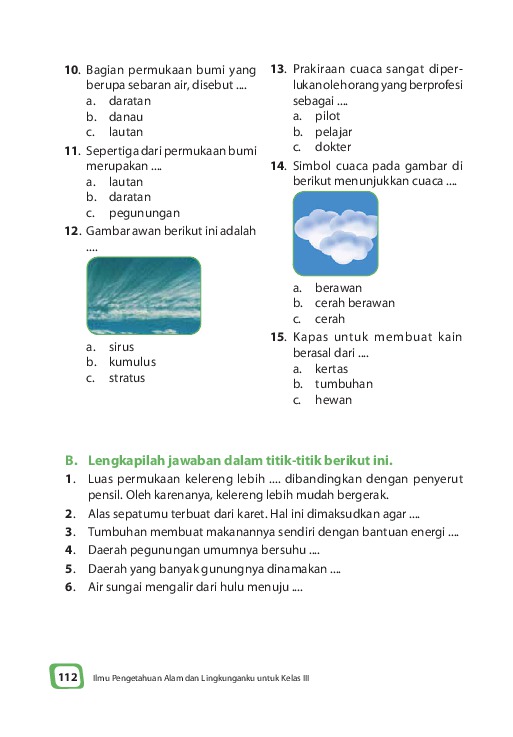 10. Bagian permukaan bumi yang
berupa sebaran air, disebut ....
a. daratan
b. danau
c. lautan
11. Sepertiga dari permukaan bumi
merupakan ....
a. lautan
b. daratan
c. pegunungan
12. Gambar awan berikut ini adalah
....
a. sirus
b. kumulus
c. stratus
13. Prakiraan cuaca sangat diper-
lukan oleh orang yang berprofesi
sebagai ....
a. pilot
b. pelajar
c. dokter
14. Simbol cuaca pada gambar di
berikut menunjukkan cuaca ....
a. berawan
b. cerah berawan
c. cerah
15. Kapas untuk membuat kain
berasal dari ....
a. kertas
b. tumbuhan
c. hewan
B. Lengkapilah jawaban dalam titik-titik berikut ini.
1. Luas permukaan kelereng lebih .... dibandingkan dengan penyerut
pensil. Oleh karenanya, kelereng lebih mudah bergerak.
2. Alas sepatumu terbuat dari karet. Hal ini dimaksudkan agar ....
3. Tumbuhan membuat makanannya sendiri dengan bantuan energi ....
4. Daerah pegunungan umumnya bersuhu ....
5. Daerah yang banyak gunungnya dinamakan ....
6. Air sungai mengalir dari hulu menuju ....
112 Ilmu Pengetahuan Alam dan Lingkunganku untuk Kelas III